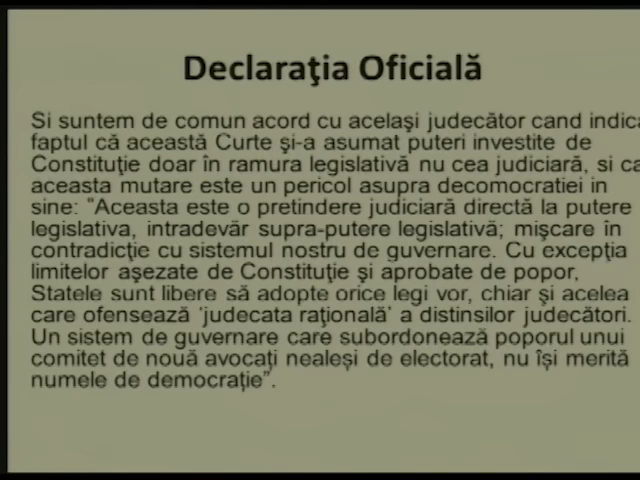 Declaraţia Oficială
Si suntem de comun acord cu acelaşi judecător cand indică
faptul că această Curte şi-a asumat puteri investite de
Constituţie doar în ramura legislativă nu cea judiciară, si ca
aceasta mutare este un pericol asupra decomocratiei in
sine: "Aceasta este o pretindere judiciară directă la putere
legislativa, intradevăr supra-putere legislativă; mişcare în
contradicţie cu sistemul nostru de guvernare. Cu excepţia
limitelor aşezate de Constituţie şi aprobate de popor,
Statele sunt libere să adopte orice legi vor, chiar şi acelea
care ofensează 'judecata raţională' a distinsilor judecători.
Un sistem de guvernare care subordonează poporul unui
comitet de nouă avocaţi nealeşi de electorat, nu îşi merită
numele de democraţie".